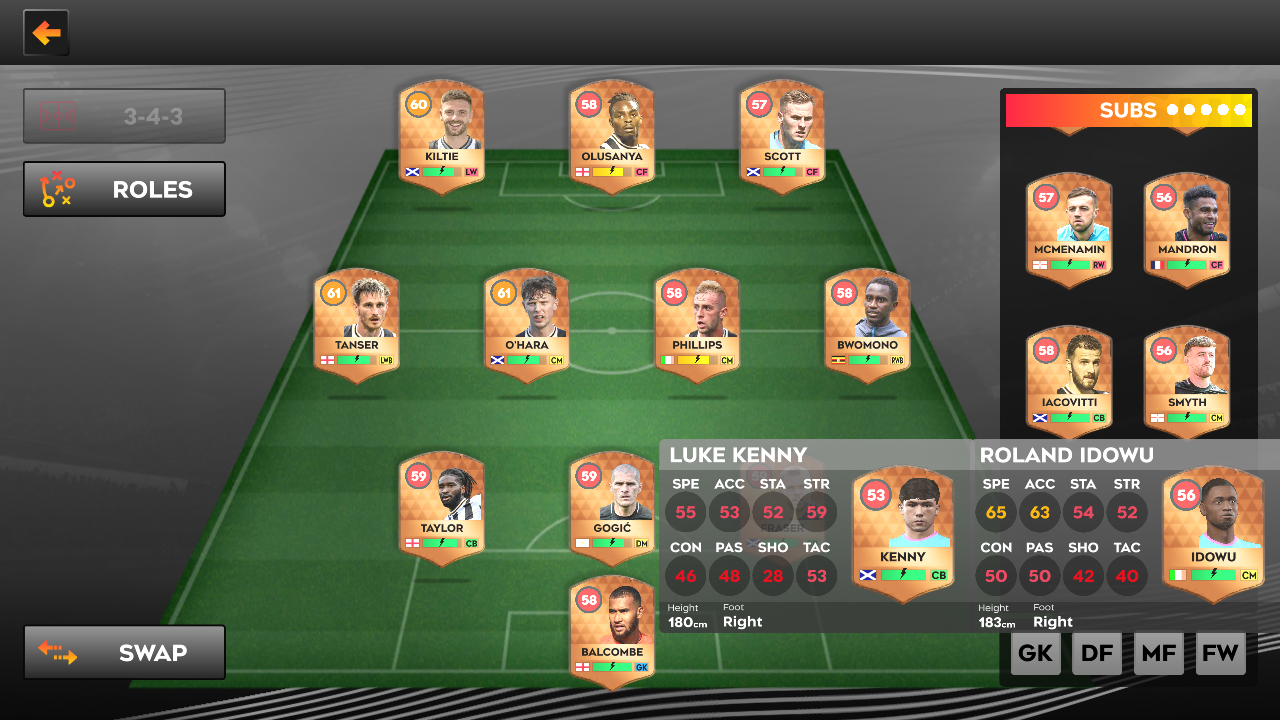 3-4-3
ROLES
SUBS
60
KILTIE
LW
58
OLUSANYA
CF
57
SCOTT
CF
57
MCMENAMIN
RW
56
MANDRON
CF
61
TANSER
LWB
61
O'HARA
CM
58
PHILLIPS
CM
58
BWOMONO
RWB
58
IACOVITTI
CB
56
SMYTH
CM
59
TAYLOR
CB
59
GOGIĆ
DM
FRASER
58
BALCOMBE
GK
LUKE KENNY
SPE ACC STA STR
55 53 52 59
CON PAS SHO TAC
46 48 28 53
Height Foot
180cm Right
53
KENNY
CB
ROLAND IDOWU
SPE ACC STA STR
65 63 54 52
CON PAS SHO TAC
50 50 42 40
Height Foot
183cm Right
56
IDOWU
CM
SWAP
GK DF MF FW